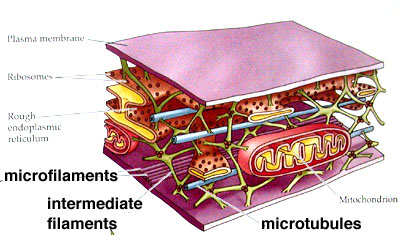 Plasma membrane
Ribosomes
Rough
endoplasmic
reticulum
microfilaments
intermediate
filaments
microtubules
Mitochondrion